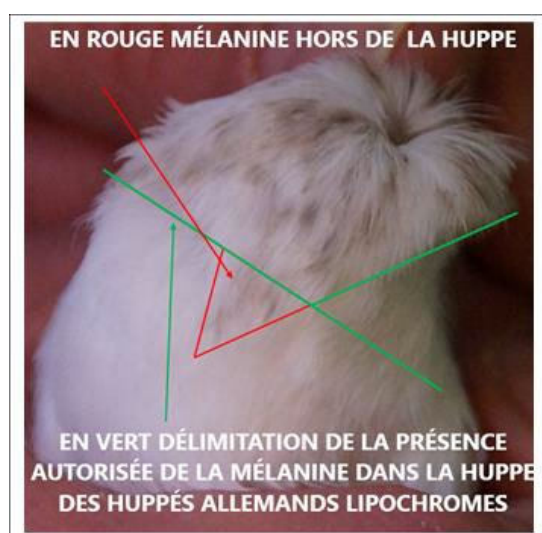 EN ROUGE MÉLANINE HORS DE LA HUPPE
EN VERT DÉLIMITATION DE LA PRÉSENCE
AUTORISÉE DE LA MÉLANINE DANS LA HUPPE
DES HUPPÉS ALLEMANDS LIPOCHROMES